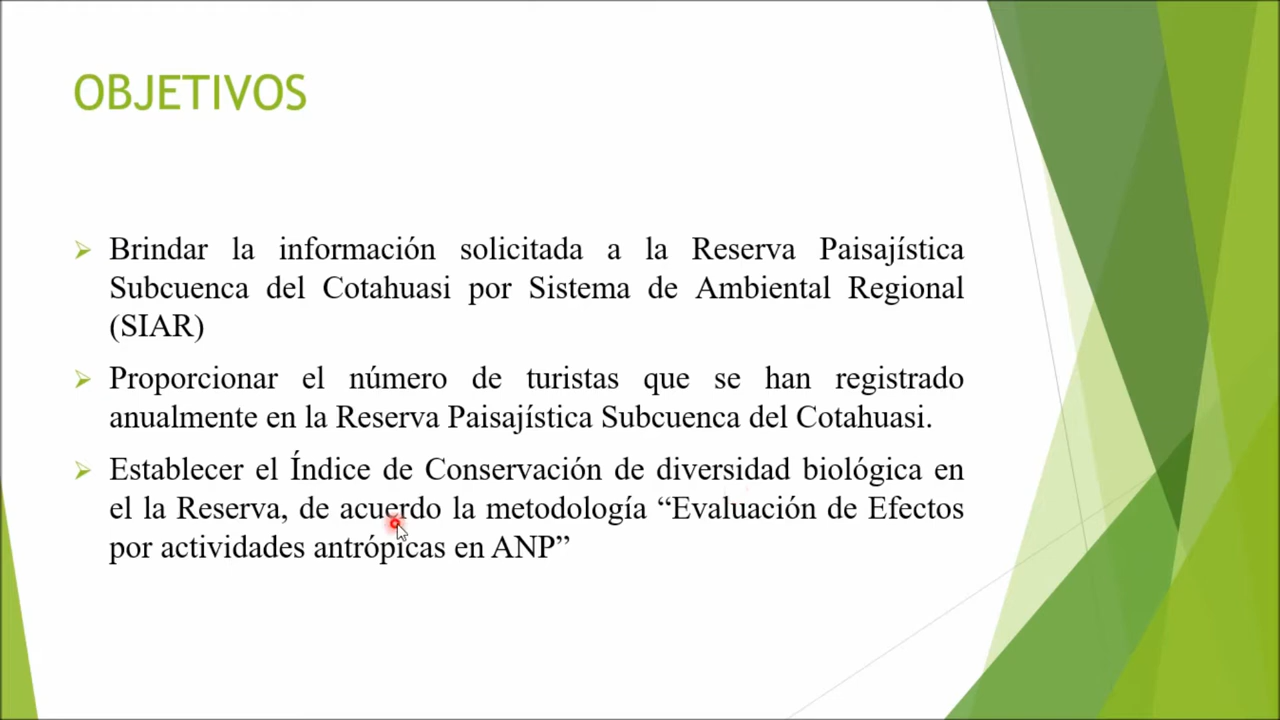 OBJETIVOS
Brindar la información solicitada a la Reserva Paisajística
Subcuenca del Cotahuasi por Sistema de Ambiental Regional
(SIAR)
Proporcionar el número de turistas que se han registrado
anualmente en la Reserva Paisajística Subcuenca del Cotahuasi.
Establecer el Índice de Conservación de diversidad biológica en
el la Reserva, de acuerdo la metodología “Evaluación de Efectos
por actividades antrópicas en ANP”